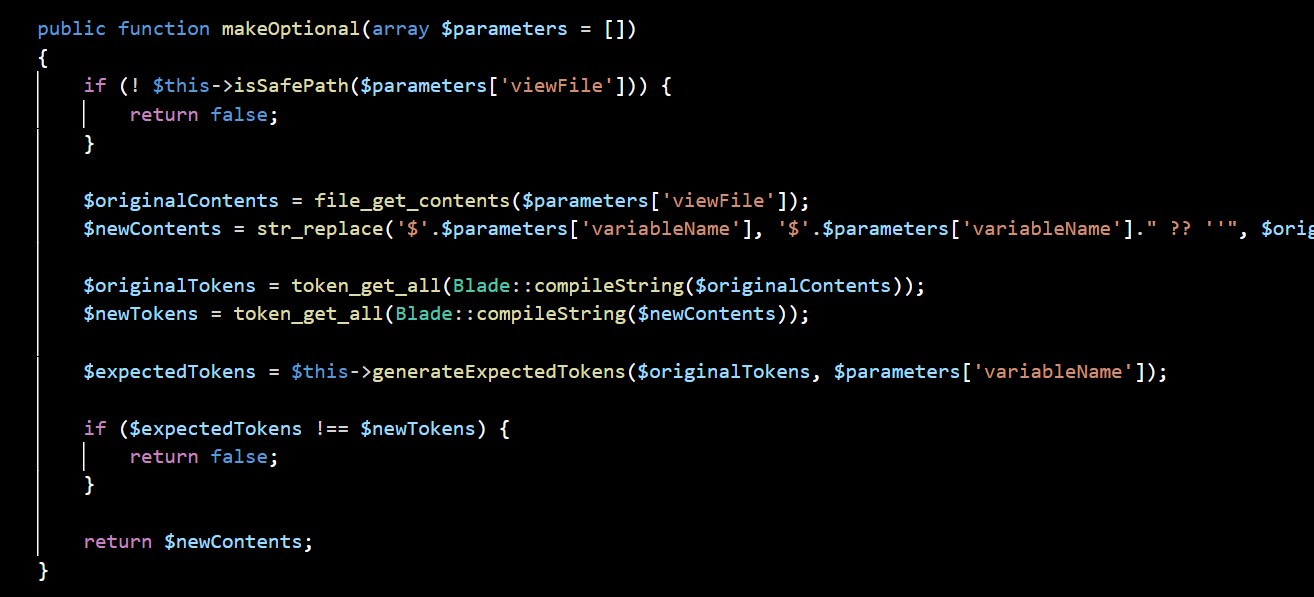 public function makeOptional(array $parameters = [])
{
if (! $this->isSafePath($parameters['viewFile'])) {
return false;
}
$originalContents = file_get_contents($parameters['viewFile']);
$newContents = str_replace('$'.$parameters['variableName'], '$'.$parameters['variableName']." ?? ''", $orig
$originalTokens = token_get_all(Blade::compileString($originalContents));
$newTokens = token_get_all(Blade::compileString($newContents));
$expectedTokens = $this->generateExpectedTokens($originalTokens, $parameters['variableName']);
if ($expectedTokens !== $newTokens) {
return false;
}
return $newContents;
}